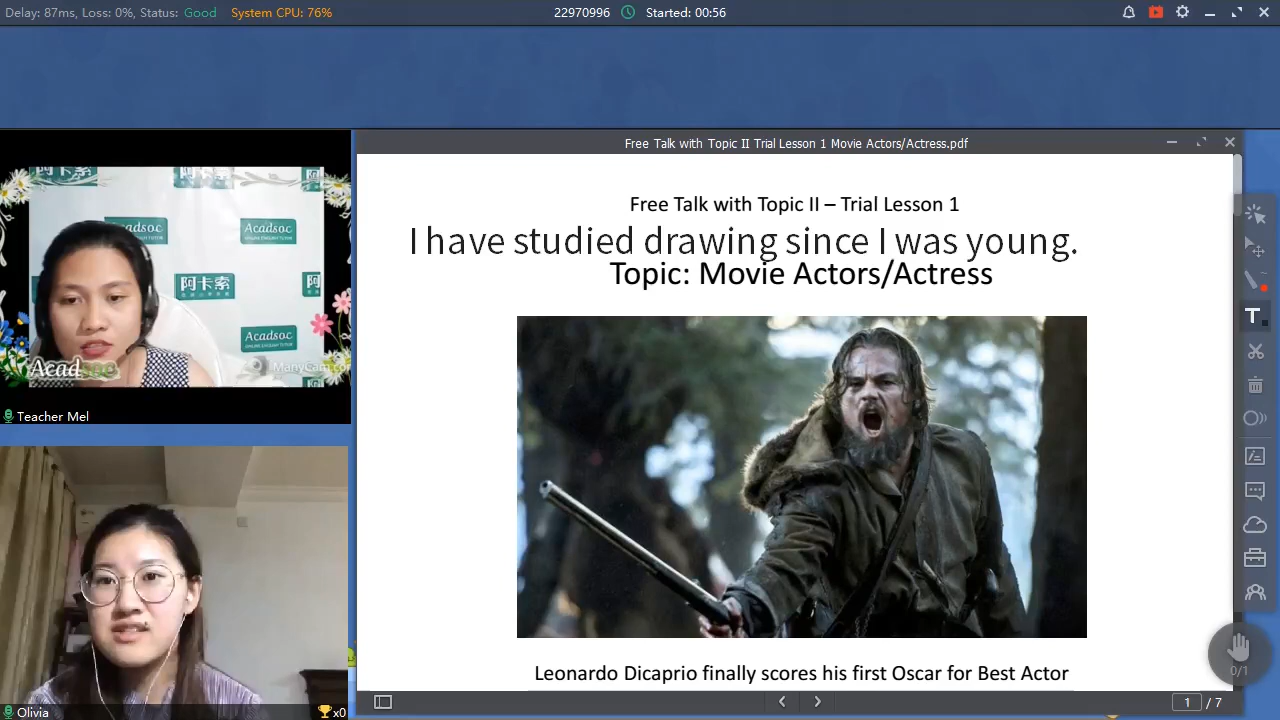 Delay: 87ms, Loss: 0%, Status: Good System CPU: 76% 22970996 Started: 00:56
Free Talk with Topic II Trial Lesson 1 Movie Actors/Actress.pdf
阿卡索
Acadsoc
Acadsoc
阿卡索
Acadsoc
Acadsoc
ManyCam.co
Teacher Mel
Olivia x0
Free Talk with Topic II – Trial Lesson 1
I have studied drawing since I was young.
Topic: Movie Actors/Actress
Leonardo Dicaprio finally scores his first Oscar for Best Actor
1 / 7
0/1